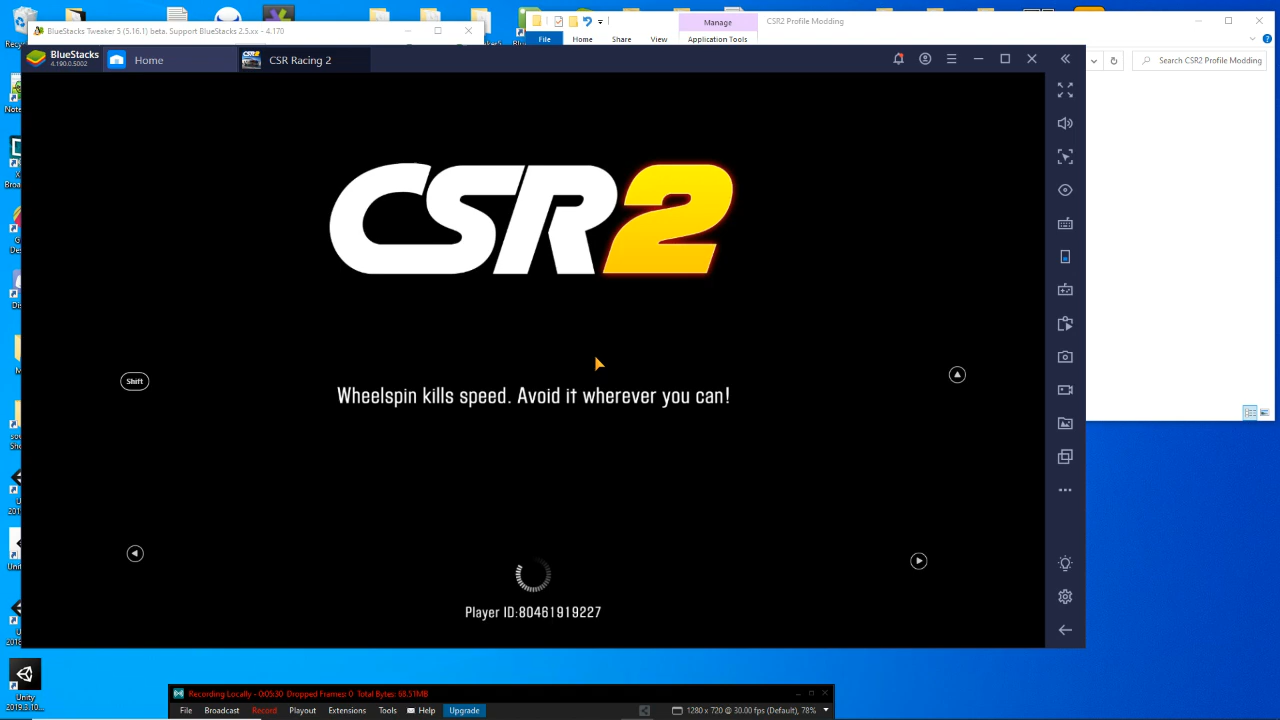 BlueStacks Tweaker 5 (5.16.1) beta. Support BlueStacks 2.5.xx - 4.170
Manage
CSR2 Profile Modding
File
Home
Share
View
Application Tools
BlueStacks
4.190.0.5002
Home
CSR Racing 2
Search CSR2 Profile Modding
CSR2
Wheelspin kills speed. Avoid it wherever you can!
Shift
Player ID:80461919227
Unity
2019.3.10...
Recording Locally - 0:05:30 Dropped Frames: 0 Total Bytes: 68.51MB
File
Broadcast
Record
Playout
Extensions
Tools
Help
Upgrade
1280 x 720 @ 30.00 fps (Default), 78%